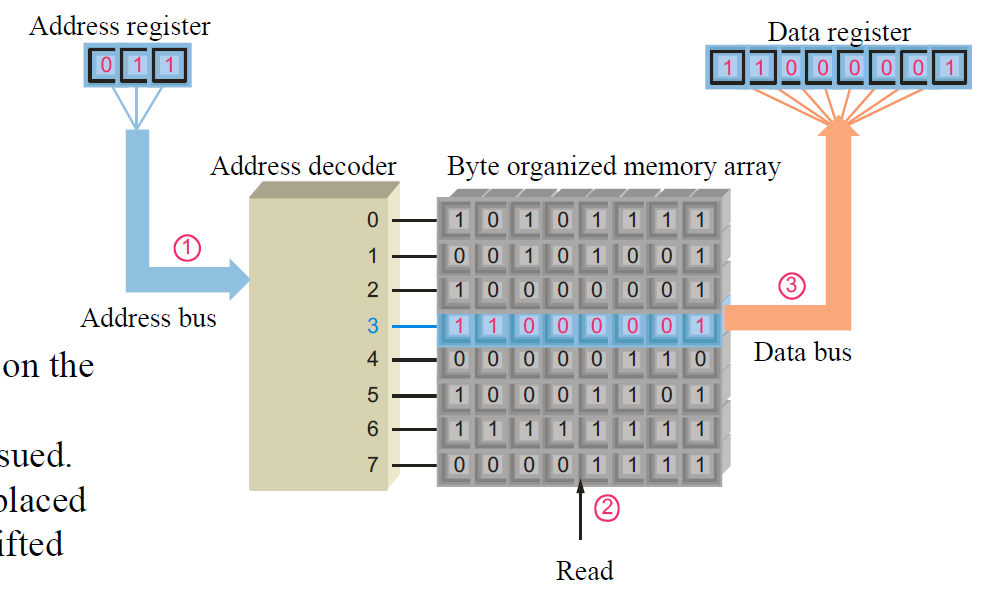 Address register
0 1 1
Data register
1 1 0 0 0 0 0 1
Address decoder
Byte organized memory array
0 1 0 1 0 1 1 1 1
1 0 0 1 0 1 0 0 1
2 1 0 0 0 0 0 0 1
3 1 1 0 0 0 0 0 1
4 0 0 0 0 0 1 1 0
5 1 0 0 0 1 1 0 1
6 1 1 1 1 1 1 1 1
7 0 0 0 0 1 1 1 1
1
Address bus
3
Data bus
on the
sued.
placed
ifted
2
Read